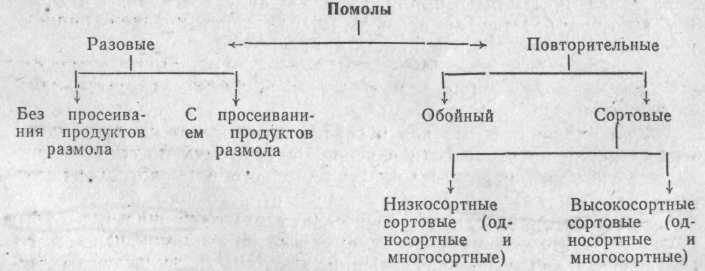 Помолы
Разовые
Повторительные
Без просеива-
ния продуктов
размола
С просеивани-
ем продуктов
размола
Обойный
Сортовые
Низкосортные
сортовые (од-
носортные и
многосортные)
Высокосортные
сортовые (од-
носортные и
многосортные)